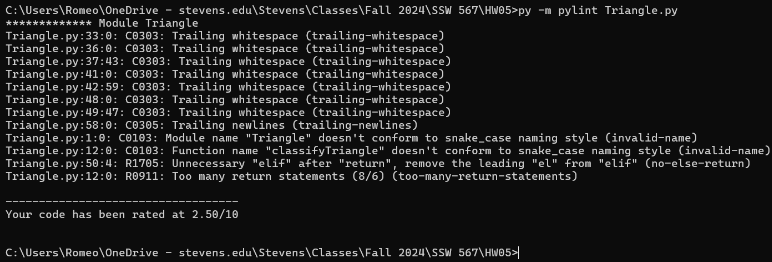 C:\Users\Romeo\OneDrive - stevens.edu\Stevens\Classes\Fall 2024\SSW 567\HW05>py -m pylint Triangle.py
************* Module Triangle
Triangle.py:33:0: C0303: Trailing whitespace (trailing-whitespace)
Triangle.py:36:0: C0303: Trailing whitespace (trailing-whitespace)
Triangle.py:37:43: C0303: Trailing whitespace (trailing-whitespace)
Triangle.py:41:0: C0303: Trailing whitespace (trailing-whitespace)
Triangle.py:42:59: C0303: Trailing whitespace (trailing-whitespace)
Triangle.py:48:0: C0303: Trailing whitespace (trailing-whitespace)
Triangle.py:49:47: C0303: Trailing whitespace (trailing-whitespace)
Triangle.py:58:0: C0305: Trailing newlines (trailing-newlines)
Triangle.py:1:0: C0103: Module name "Triangle" doesn't conform to snake_case naming style (invalid-name)
Triangle.py:12:0: C0103: Function name "classifyTriangle" doesn't conform to snake_case naming style (invalid-name)
Triangle.py:50:4: R1705: Unnecessary "elif" after "return", remove the leading "el" from "elif" (no-else-return)
Triangle.py:12:0: R0911: Too many return statements (8/6) (too-many-return-statements)
-----------------------------------
Your code has been rated at 2.50/10
C:\Users\Romeo\OneDrive - stevens.edu\Stevens\Classes\Fall 2024\SSW 567\HW05>